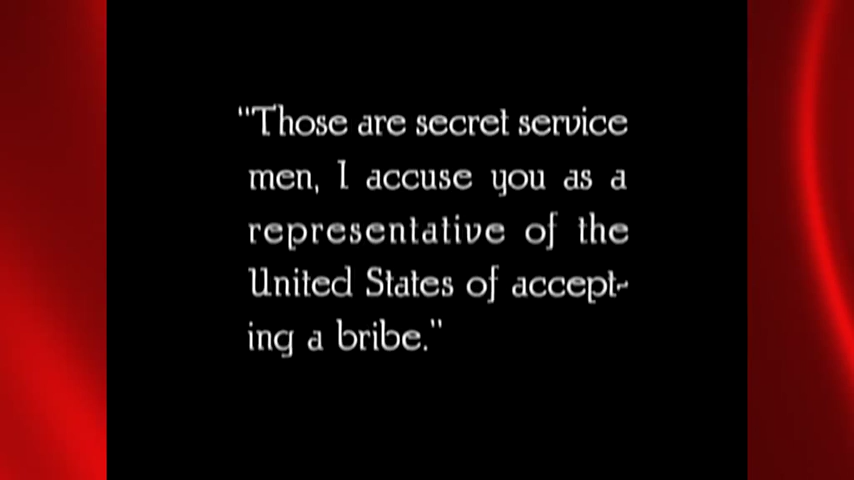 "Those are secret service
men, I accuse you as a
representative of the
United States of accept-
ing a bribe."